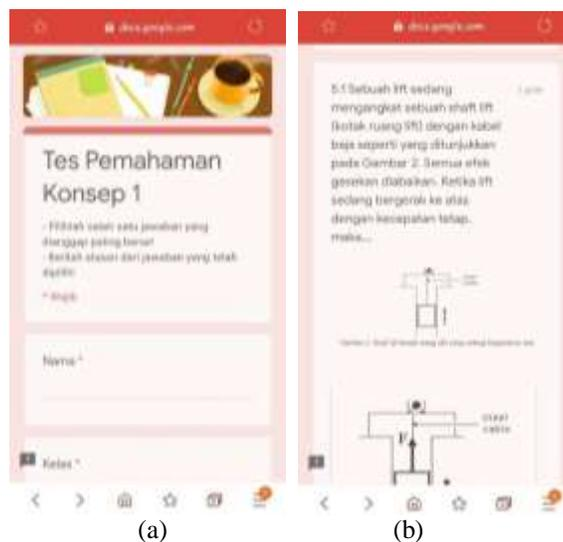 docs.google.com
Tes Pemahaman
Konsep 1
- Pilihlah salah satu jawaban yang
dianggap paling benar!
- Berilah alasan dari jawaban yang telah
dipilih!
* Wajib
Nama *
Kelas *
(a)
docs.google.com
5.1 Sebuah lift sedang
mengangkat sebuah shaft lift
(kotak ruang lift) dengan kabel
baja seperti yang ditunjukkan
pada Gambar 2. Semua efek
gesekan diabaikan. Ketika lift
sedang bergerak ke atas
dengan kecepatan tetap,
maka...
steel
cable
(b)